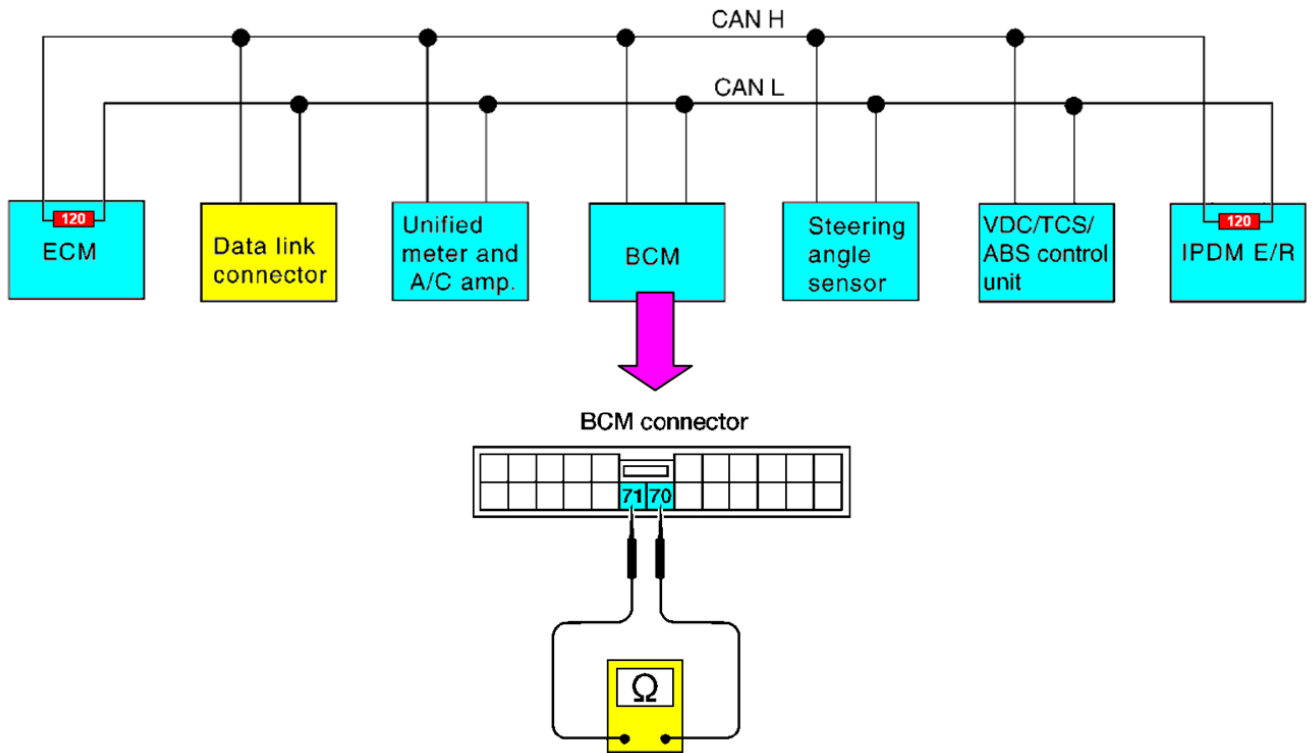 CAN H
CAN L
120
ECM
Data link
connector
Unified
meter and
A/C amp.
BCM
Steering
angle
sensor
VDC/TCS/
ABS control
unit
120
IPDM E/R
BCM connector
71 70
Ω